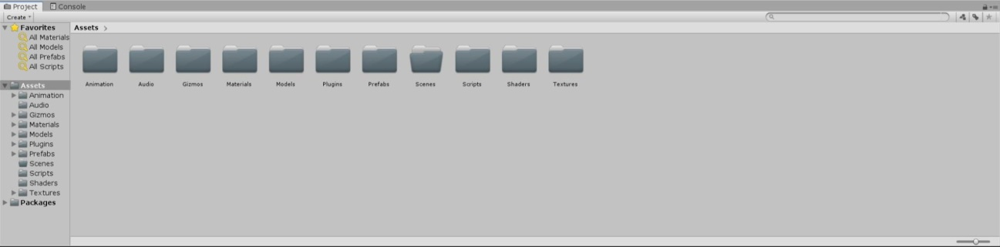 Project Console
Create
Favorites
All Materials
All Models
All Prefabs
All Scripts
Assets
Animation
Audio
Gizmos
Materials
Models
Plugins
Prefabs
Scenes
Scripts
Shaders
Textures
Packages
Assets
Animation Audio Gizmos Materials Models Plugins Prefabs Scenes Scripts Shaders Textures